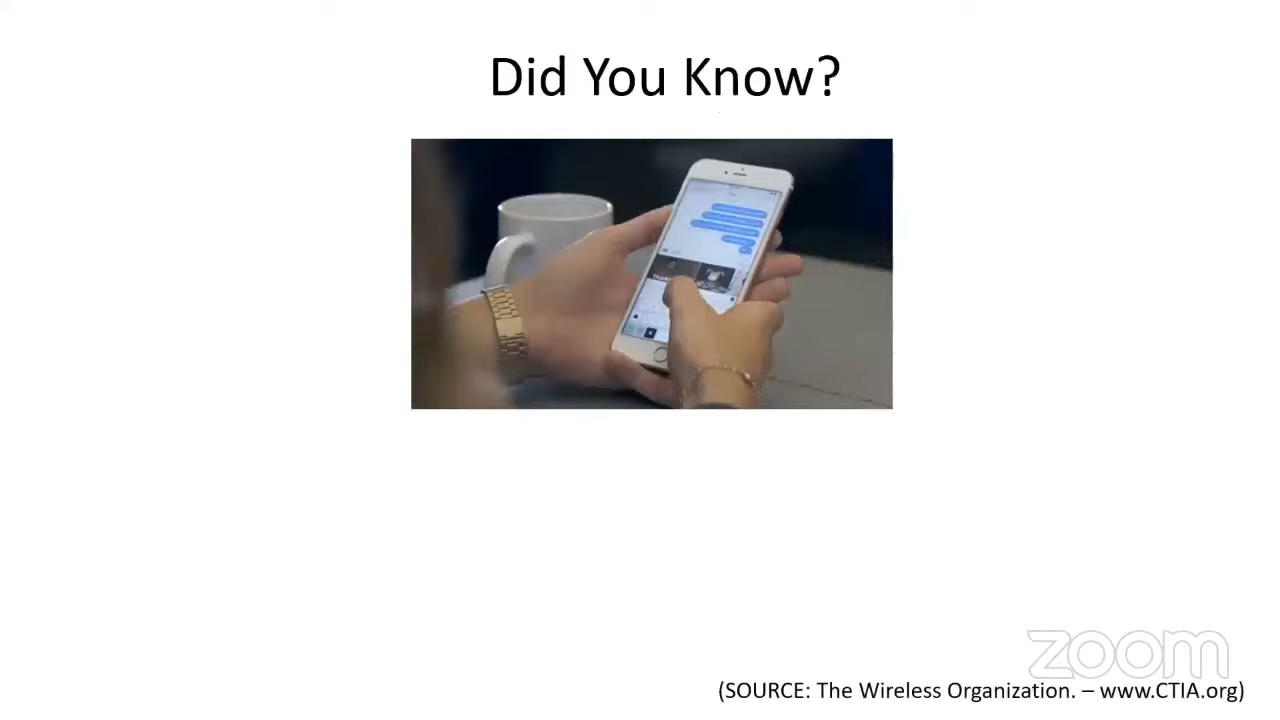 Did You Know?
zoom
(SOURCE: The Wireless Organization. – www.CTIA.org)